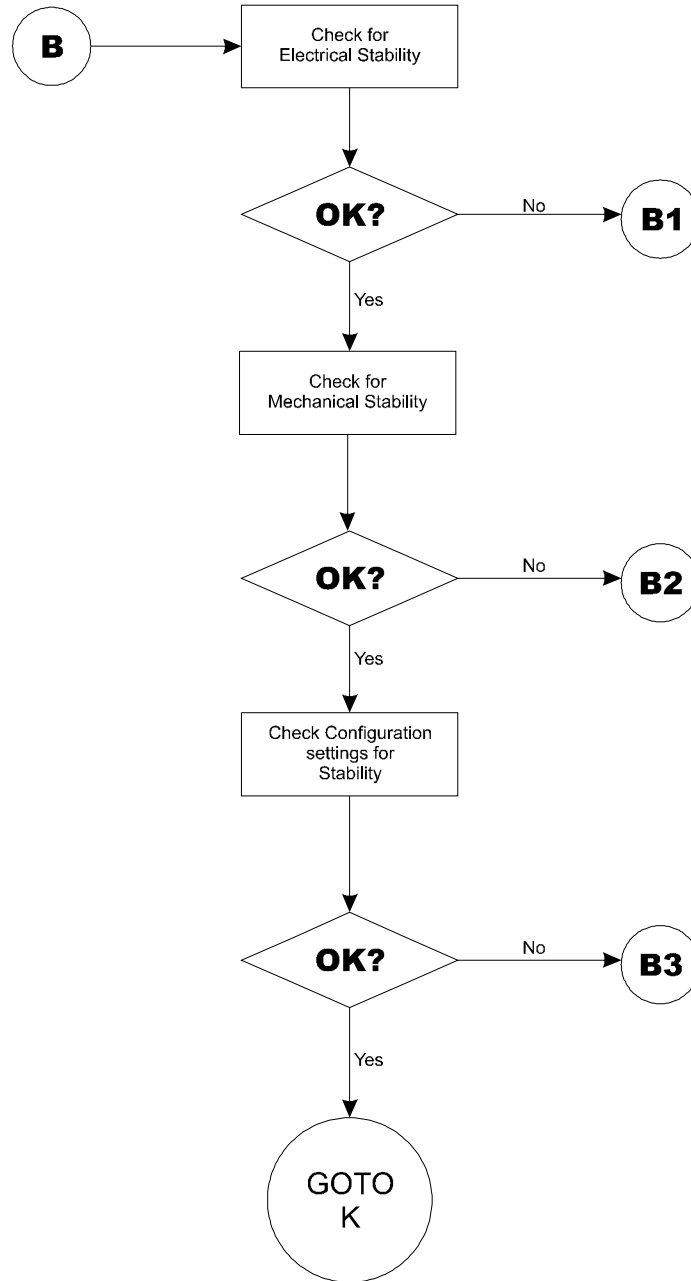 B
Check for
Electrical Stability
OK?
No
B1
Yes
Check for
Mechanical Stability
OK?
No
B2
Yes
Check Configuration
settings for
Stability
OK?
No
B3
Yes
GOTO
K